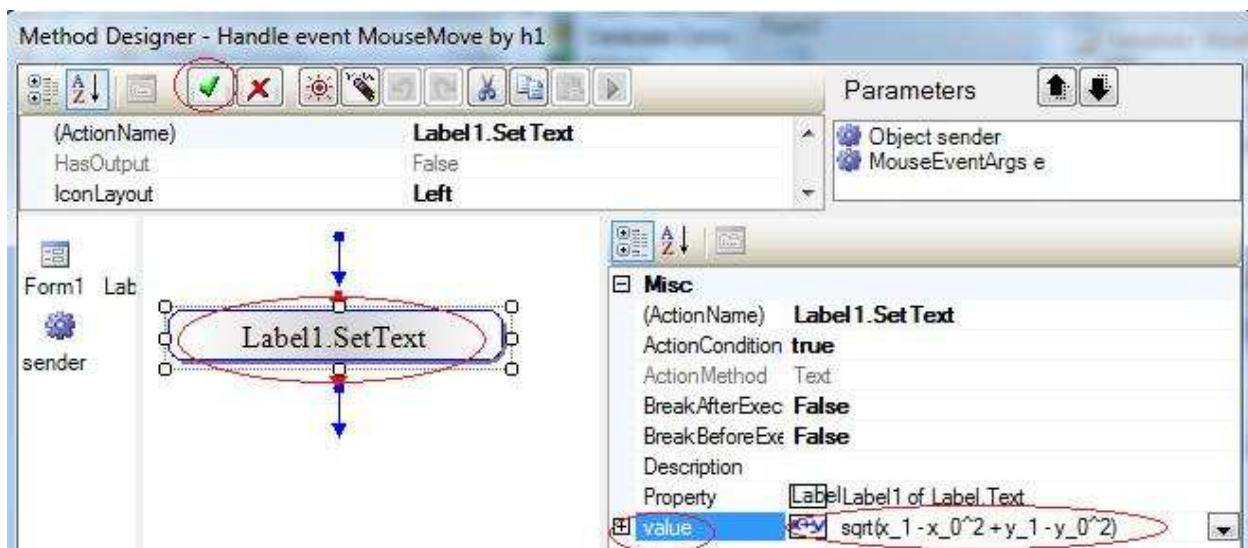 Method Designer - Handle event MouseMove by h1
Parameters
(ActionName) Label1.SetText
HasOutput False
IconLayout Left
Object sender
MouseEventArgs e
Form1 Lab
sender
Label1.SetText
Misc
(ActionName) Label1.SetText
ActionCondition true
ActionMethod Text
BreakAfterExec False
BreakBeforeExe False
Description
Property Label Label1 of Label.Text
value x+y sqrt(x_1 - x_0^2 + y_1 - y_0^2)